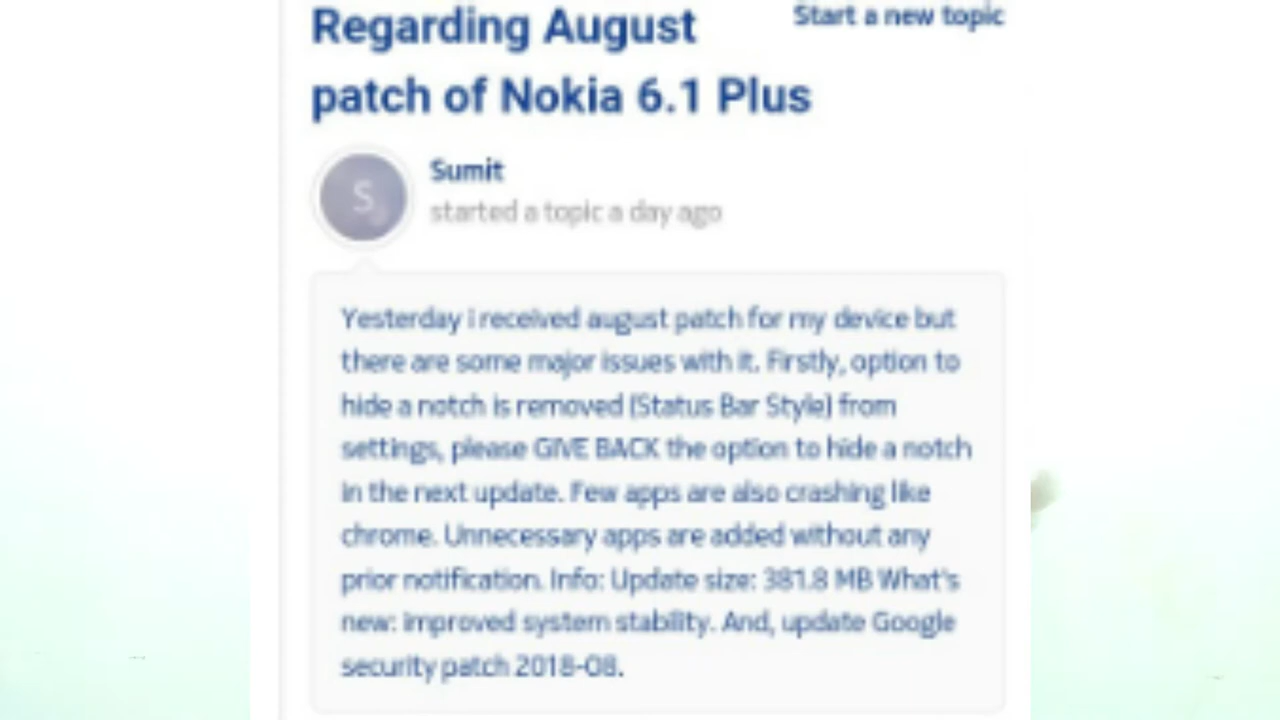 Regarding August
Start a new topic
patch of Nokia 6.1 Plus
S
Sumit
started a topic a day ago
Yesterday i received august patch for my device but
there are some major issues with it. Firstly, option to
hide a notch is removed (Status Bar Style) from
settings, please GIVE BACK the option to hide a notch
in the next update. Few apps are also crashing like
chrome. Unnecessary apps are added without any
prior notification. Info: Update size: 381.8 MB What's
new: Improved system stability. And, update Google
security patch 2018-08.